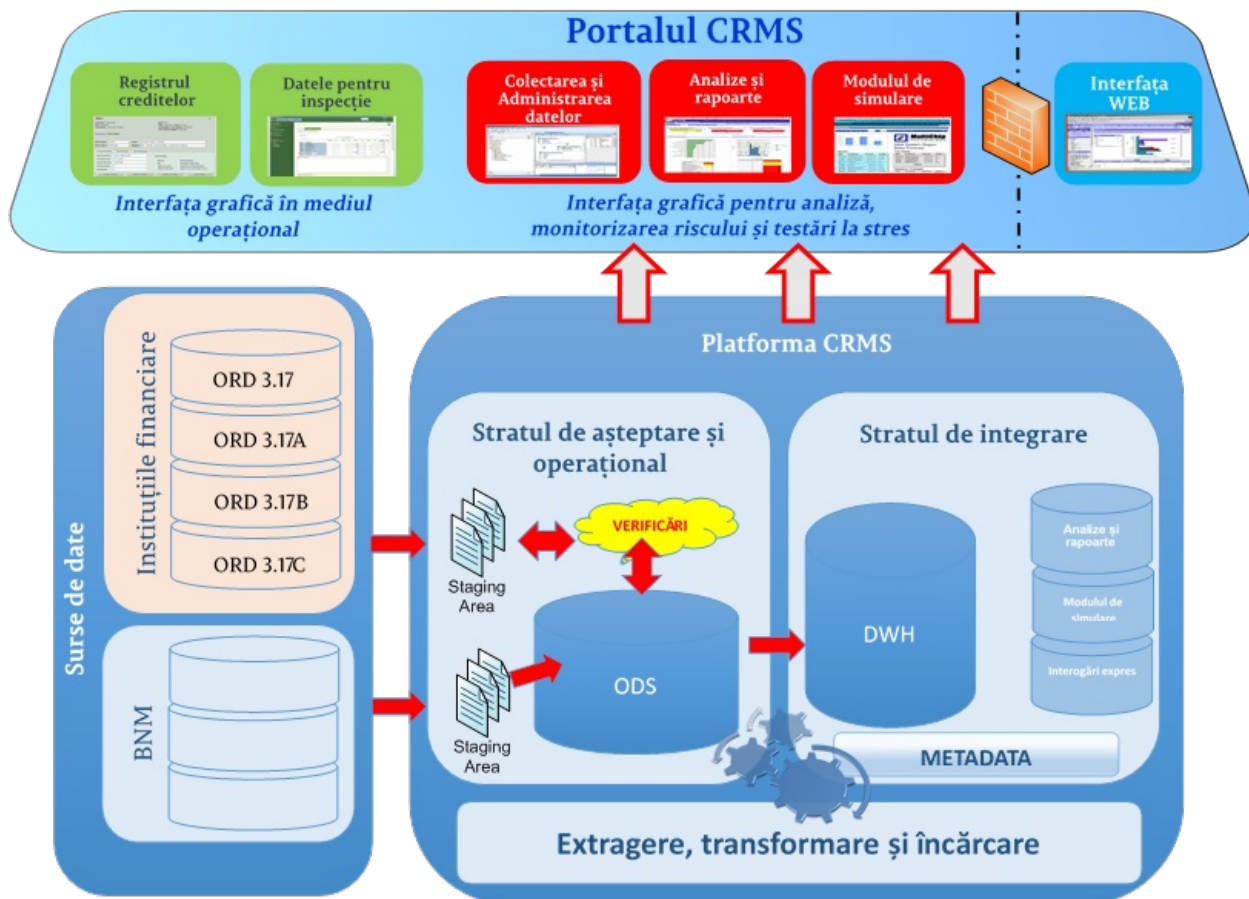 Portalul CRMS
Registrul
creditelor
Datele pentru
inspecție
Colectarea și
Administrarea
datelor
Analize și
rapoarte
Modulul de
simulare
Interfața
WEB
Interfața grafică în mediul
operațional
Interfața grafică pentru analiză,
monitorizarea riscului și testări la stres
Surse de date
Instituțiile financiare
ORD 3.17
ORD 3.17A
ORD 3.17B
ORD 3.17C
BNM
Platforma CRMS
Stratul de așteptare și
operațional
VERIFICĂRI
Staging
Area
ODS
Staging
Area
Stratul de integrare
DWH
Analize și
rapoarte
Modulul de
simulare
Interogări expres
METADATA
Extragere, transformare și încărcare